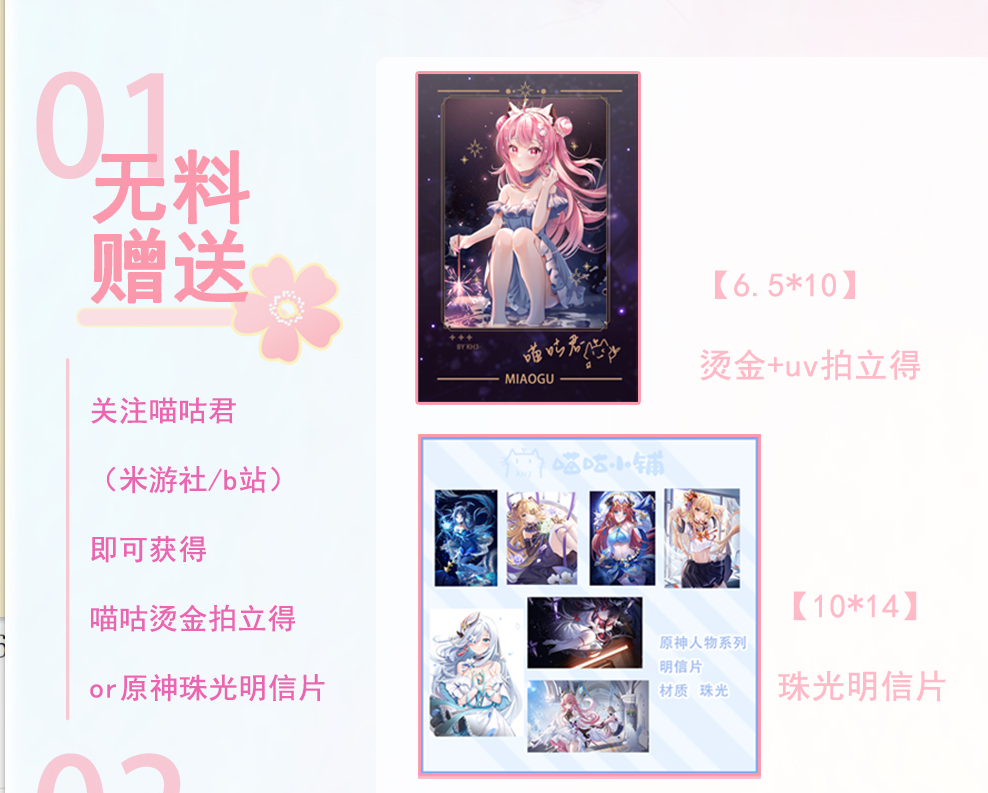 01
无料
赠送
关注喵咕君
（米游社/b站）
即可获得
喵咕烫金拍立得
or原神珠光明信片
BY KH3
喵咕君
MIAOGU
【6.5*10】
烫金+uv拍立得
喵咕小铺
原神人物系列
明信片
材质 珠光
【10*14】
珠光明信片
02